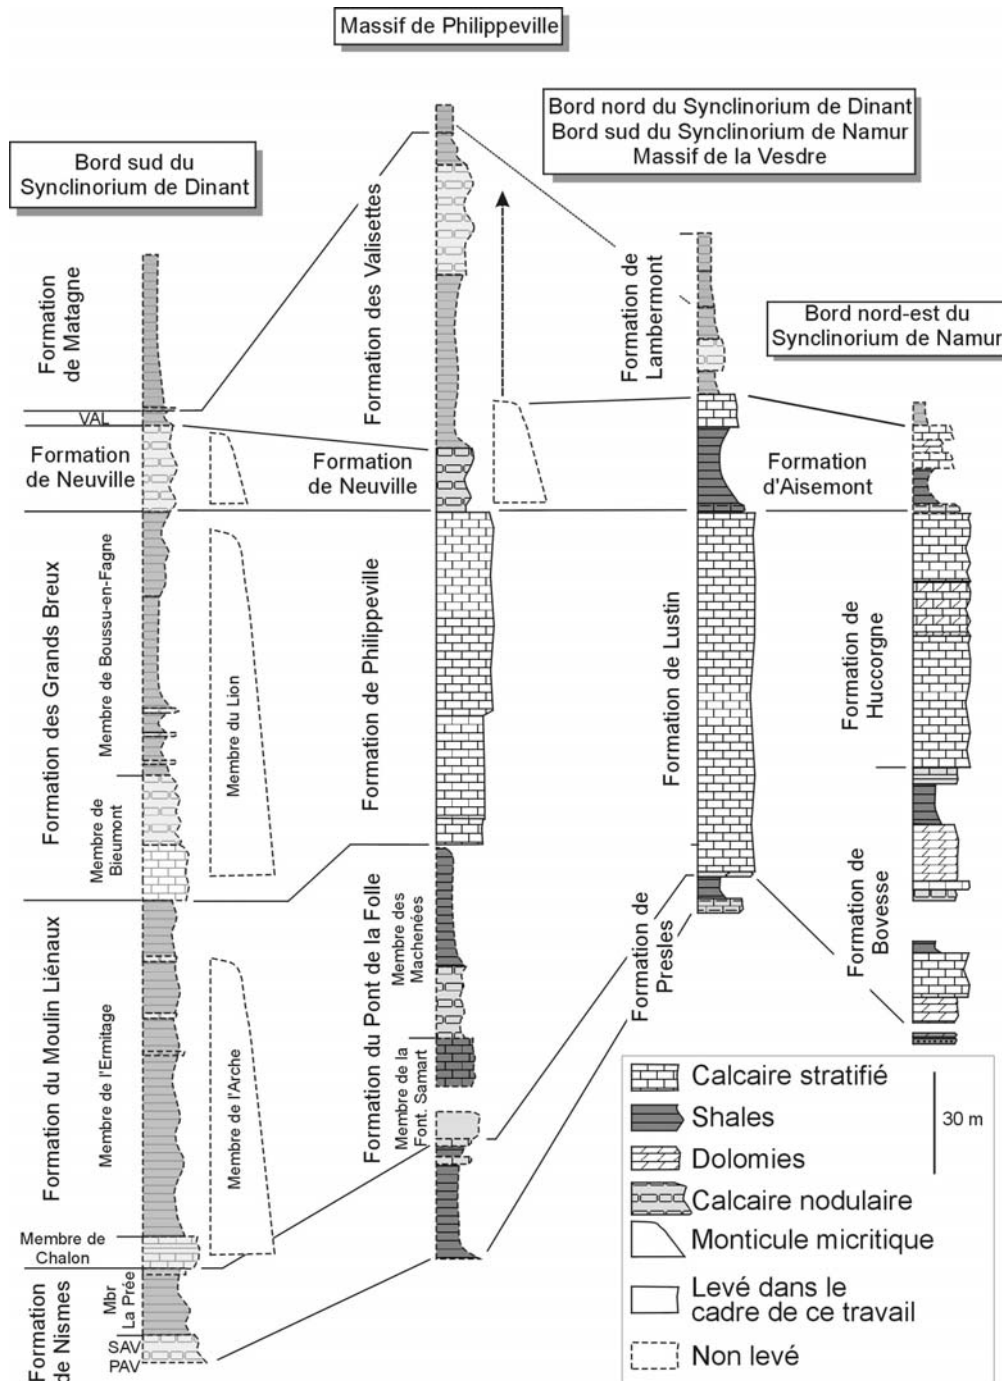 Massif de Philippeville
Bord nord du Synclinorium de Dinant
Bord sud du Synclinorium de Namur
Massif de la Vesdre
Bord sud du
Synclinorium de Dinant
Bord nord-est du
Synclinorium de Namur
Formation
de Matagne
VAL
Formation
de Neuville
Formation des Grands Breux
Membre de Boussu-en-Fagne
Membre de
Bieumont
Membre du Lion
Formation du Moulin Liénaux
Membre de l'Ermitage
Membre de l'Arche
Membre de
Chalon
Formation
de Nismes
Mbr
La Prée
SAV
PAV
Formation des Valisettes
Formation
de Neuville
Formation de Philippeville
Formation du Pont de la Folle
Membre des
Machenées
Membre de la
Font. Samart
Formation de
Lambermont
Formation
d'Aisemont
Formation de Lustin
Formation de
Presles
Formation de
Huccorgne
Formation de
Bovesse
Calcaire stratifié
Shales
Dolomies
Calcaire nodulaire
Monticule micritique
Levé dans le
cadre de ce travail
Non levé
30 m